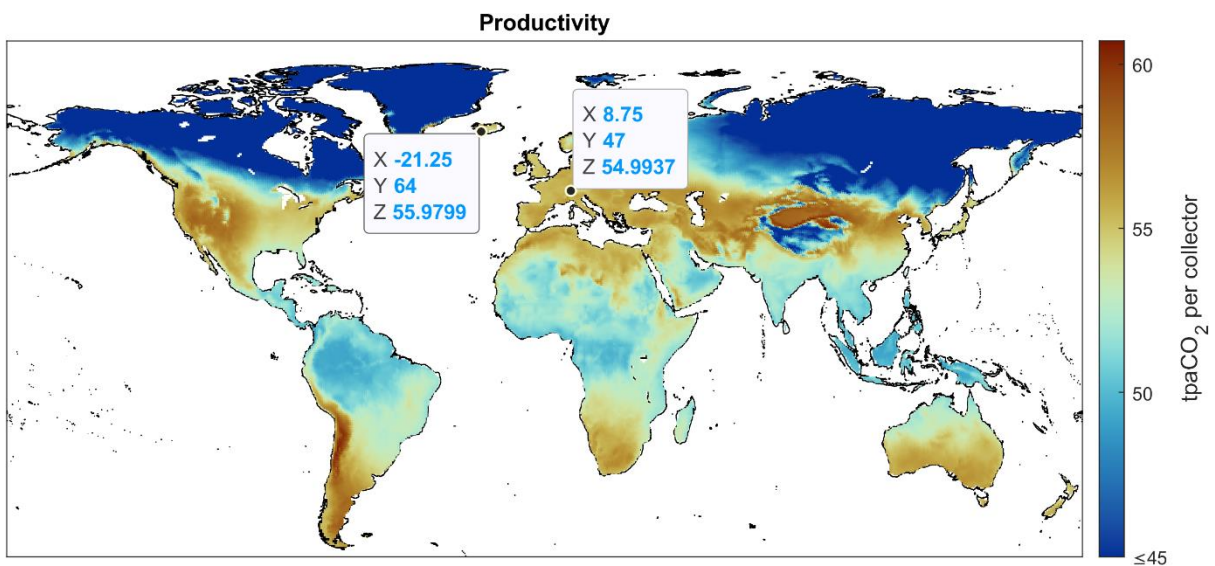 Productivity
X -21.25
Y 64
Z 55.9799
X 8.75
Y 47
Z 54.9937
60
55
50
≤45
tpaCO₂ per collector